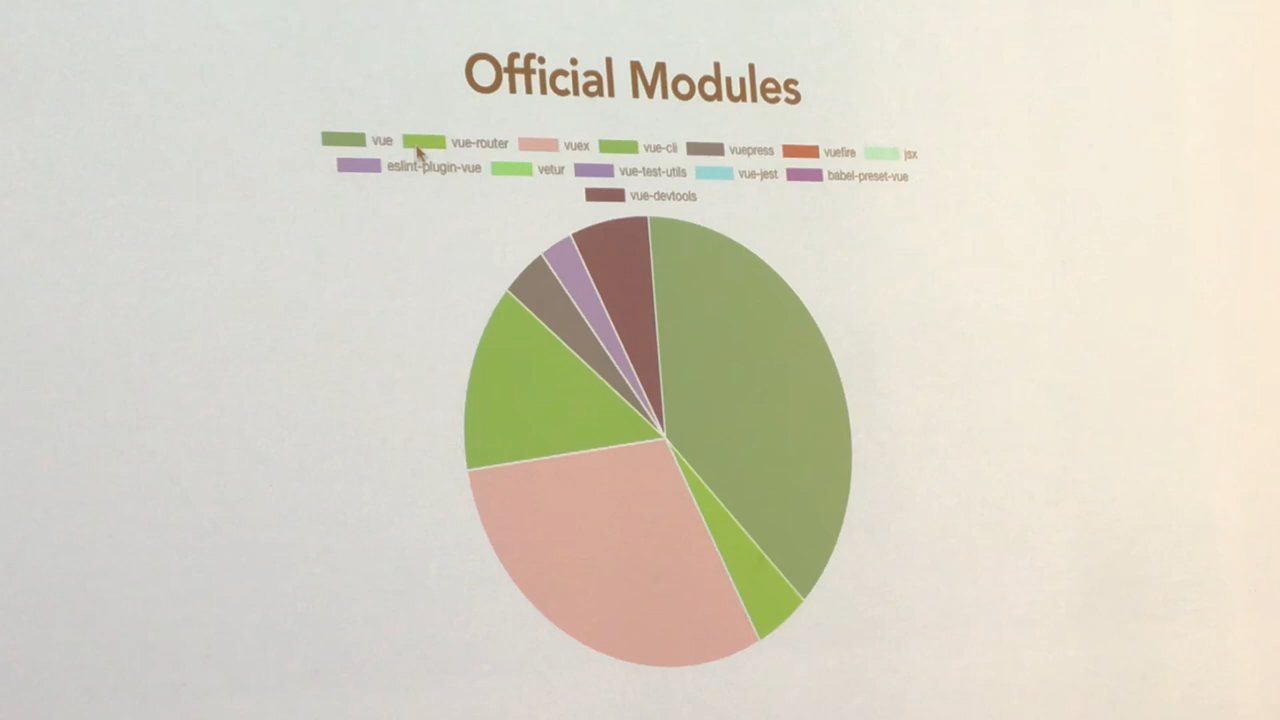 Official Modules
vue vue-router vuex vue-cli vuepress vuefire jsx
eslint-plugin-vue vetur vue-test-utils vue-jest babel-preset-vue
vue-devtools